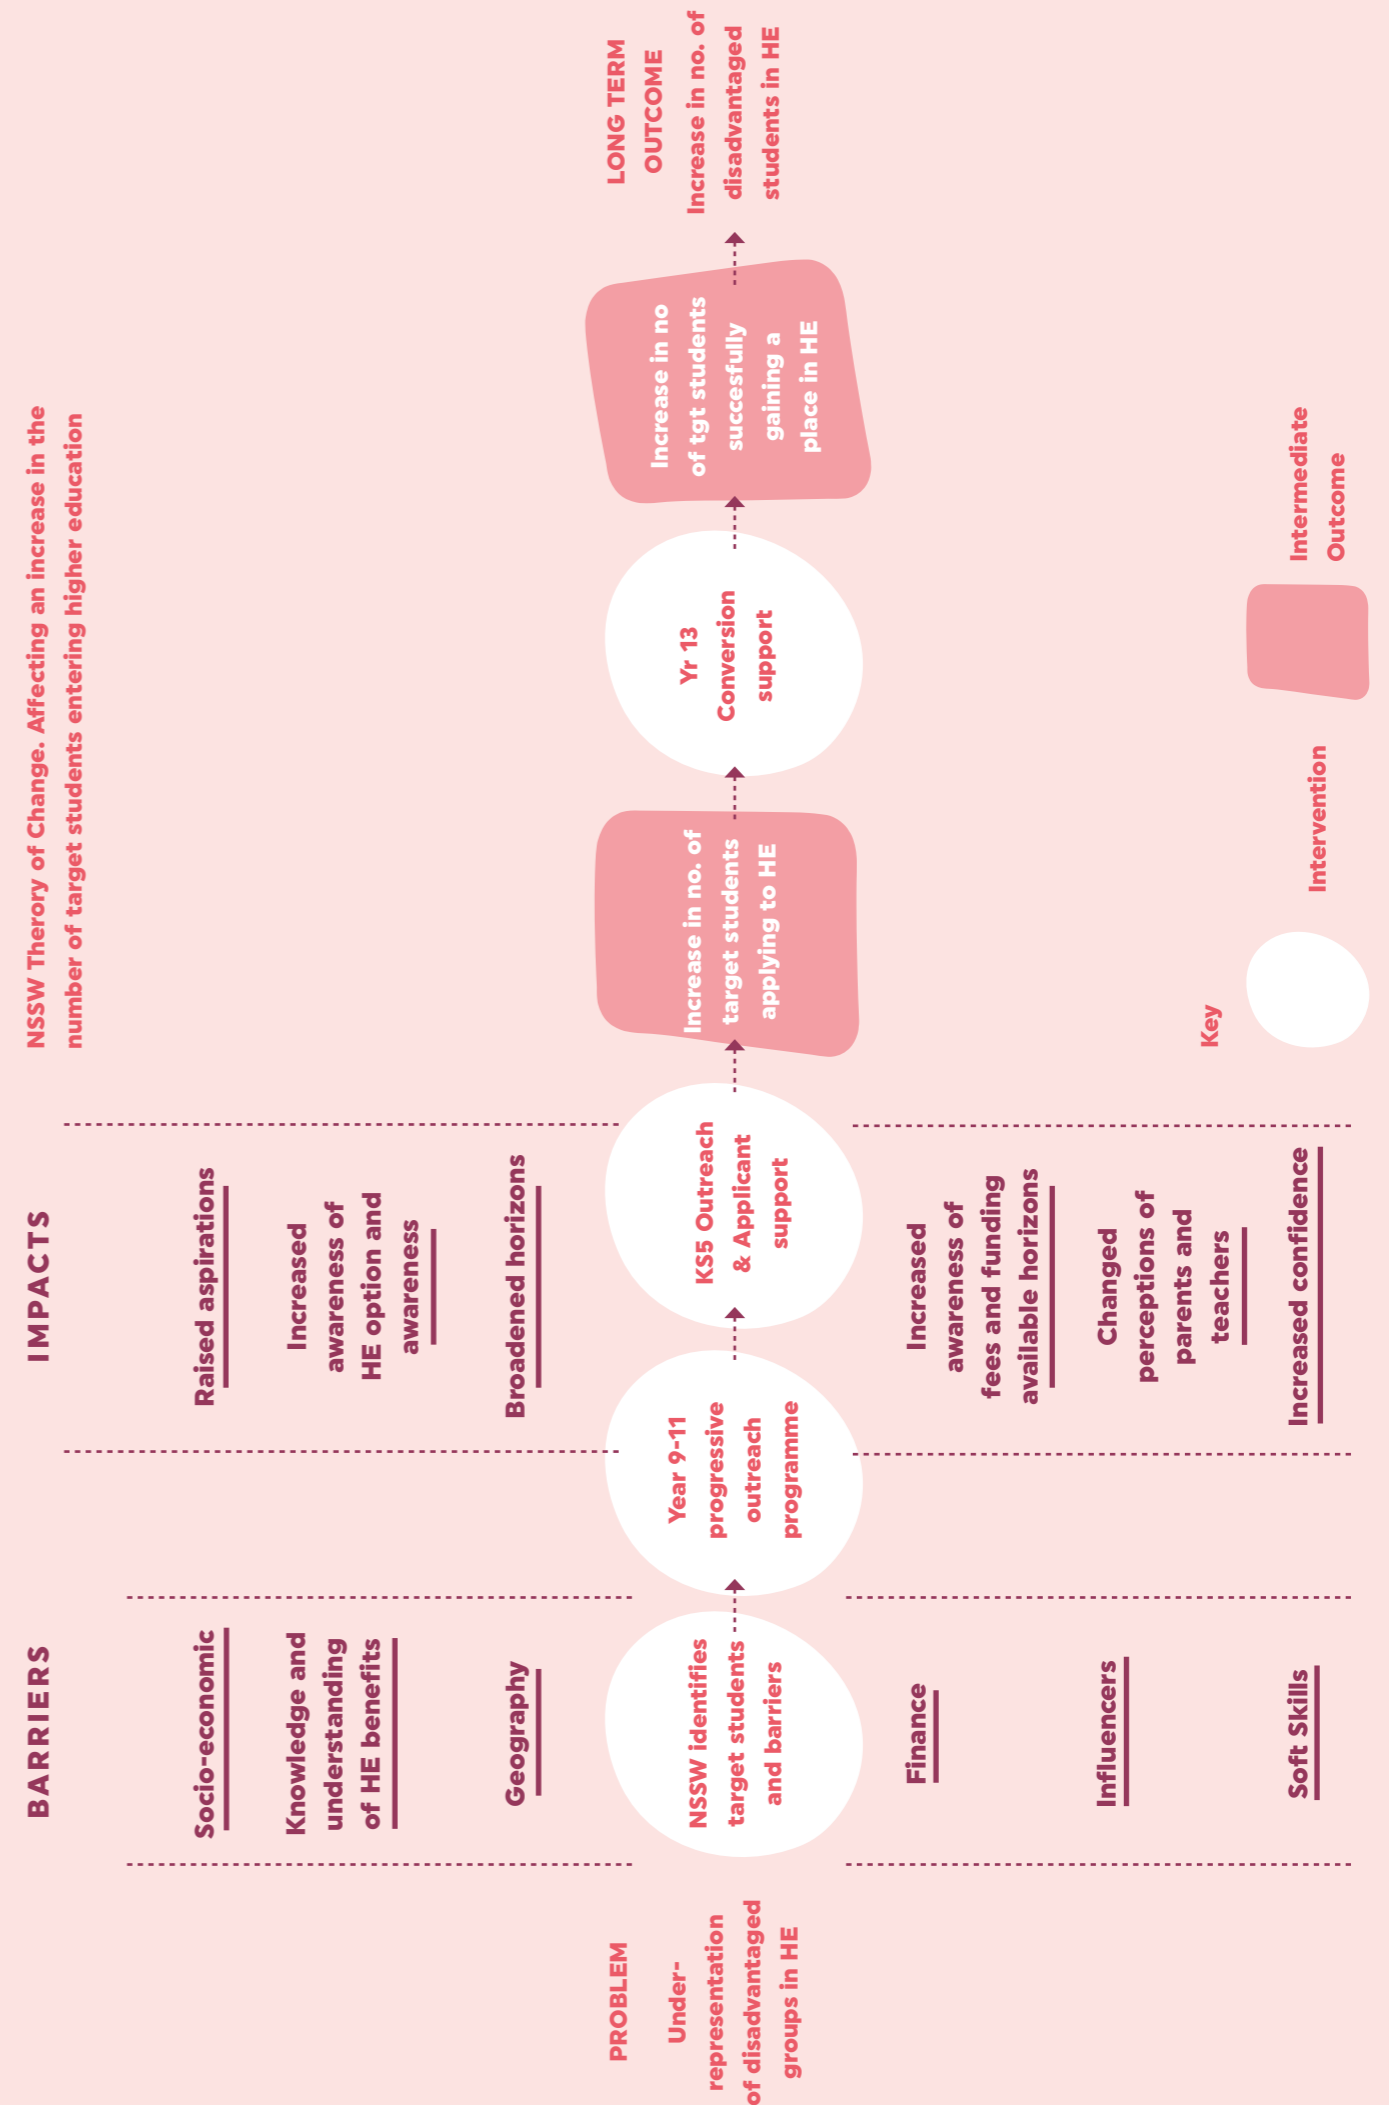 NSSW Therory of Change. Affecting an increase in the
number of target students entering higher education
BARRIERS
IMPACTS
Socio-economic
Raised aspirations
Knowledge and
understanding
of HE benefits
Increased
awareness of
HE option and
awareness
Geography
Broadened horizons
PROBLEM
Under-
representation
of disadvantaged
groups in HE
NSSW identifies
target students
and barriers
Year 9-11
progressive
outreach
programme
KS5 Outreach
& Applicant
support
Increase in no. of
target students
applying to HE
Yr 13
Conversion
support
Increase in no
of tgt students
succesfully
gaining a
place in HE
LONG TERM
OUTCOME
Increase in no. of
disadvantaged
students in HE
Finance
Increased
awareness of
fees and funding
available horizons
Influencers
Changed
perceptions of
parents and
teachers
Soft Skills
Increased confidence
Key
Intervention
Intermediate
Outcome